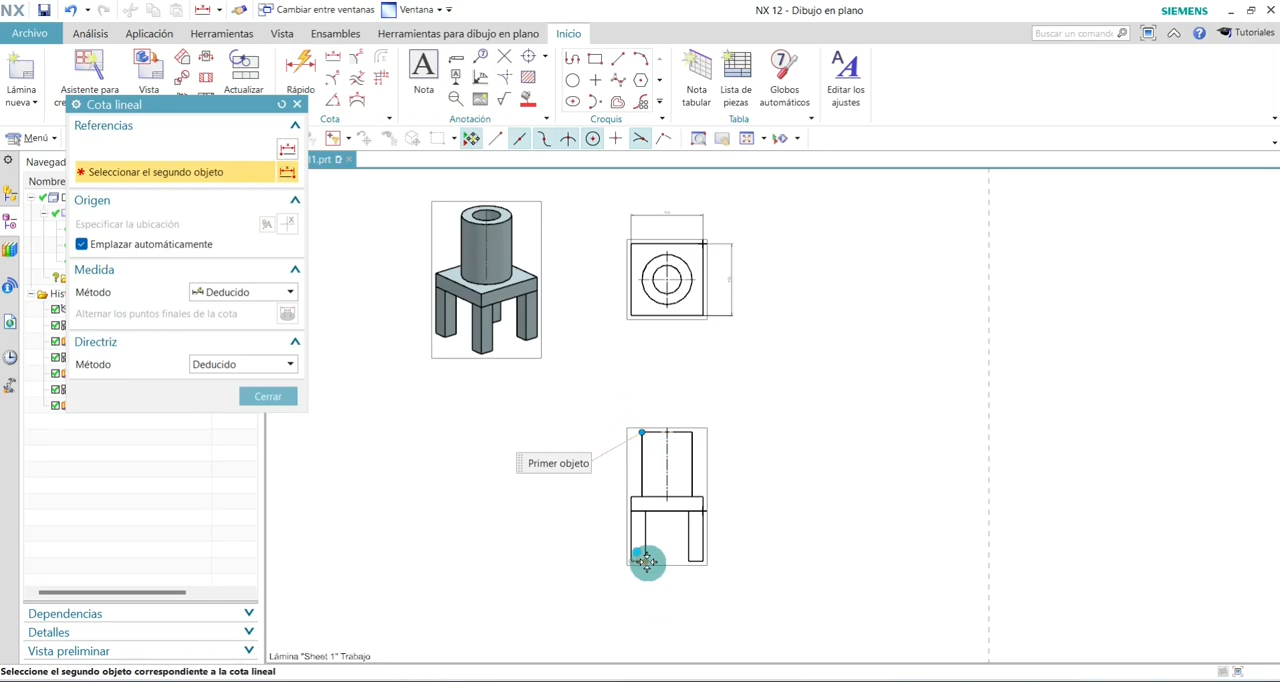 NX
Cambiar entre ventanas
Ventana
NX 12 - Dibujo en plano
SIEMENS
Archivo
Análisis
Aplicación
Herramientas
Vista
Ensambles
Herramientas para dibujo en plano
Inicio
Buscar un comando
Tutoriales
Lámina
nueva
Asistente para
Vista
Actualizar
Rápido
Cota
Nota
Anotación
Croquis
Nota
tabular
Lista de
piezas
Globos
automáticos
Tabla
Editar los
ajustes
Menú
Cota lineal
Referencias
* Seleccionar el segundo objeto
Origen
Especificar la ubicación
Emplazar automáticamente
Medida
Método
Deducido
Alternar los puntos finales de la cota
Directriz
Método
Deducido
Cerrar
Navegad
Nombre
Hist
1.prt
Primer objeto
Dependencias
Detalles
Vista preliminar
Lámina "Sheet 1" Trabajo
Seleccione el segundo objeto correspondiente a la cota lineal